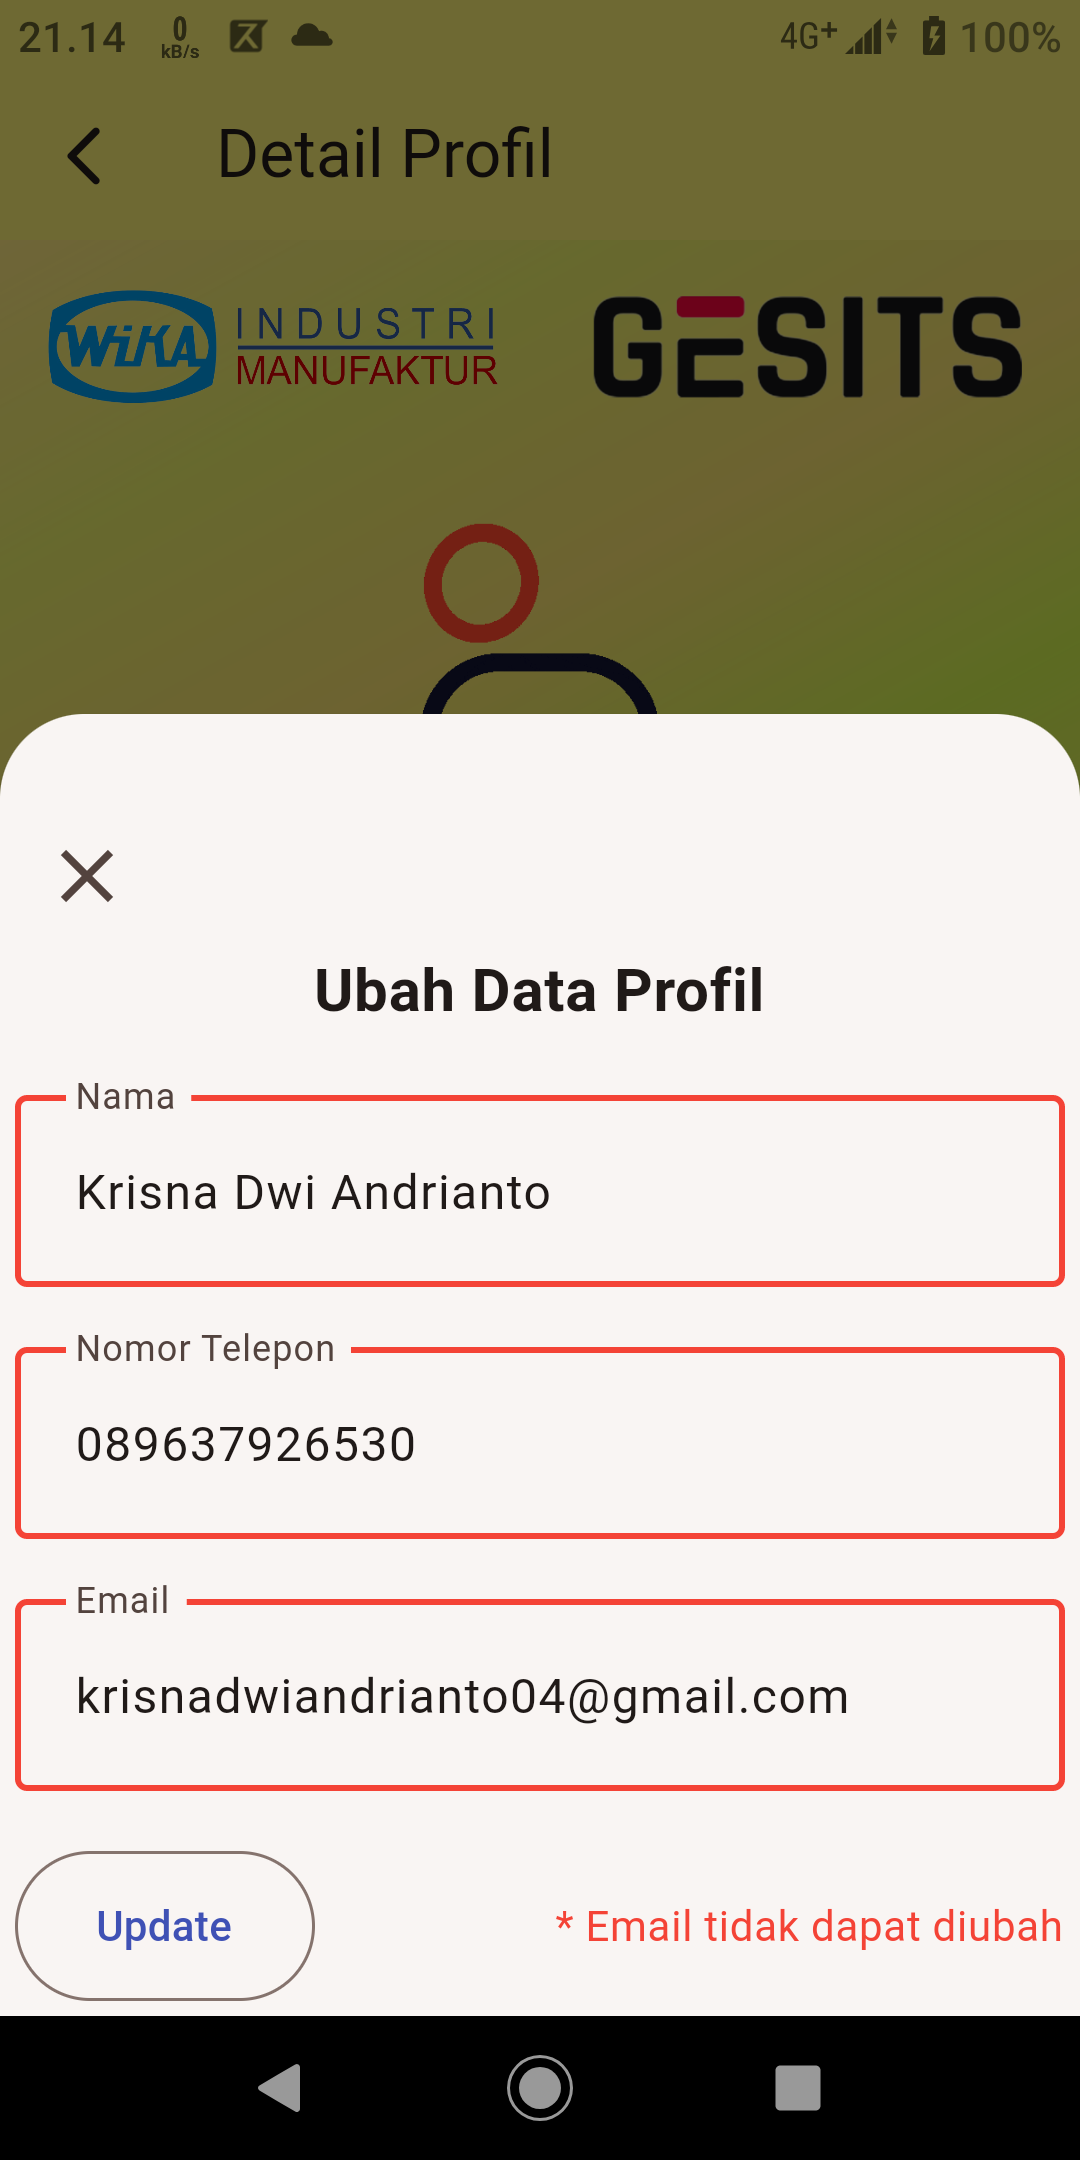 21.14 0 kB/s 4G+ 100%
Detail Profil
WiKA INDUSTRI MANUFAKTUR GESITS
Ubah Data Profil
Nama
Krisna Dwi Andrianto
Nomor Telepon
089637926530
Email
krisnadwiandrianto04@gmail.com
Update * Email tidak dapat diubah